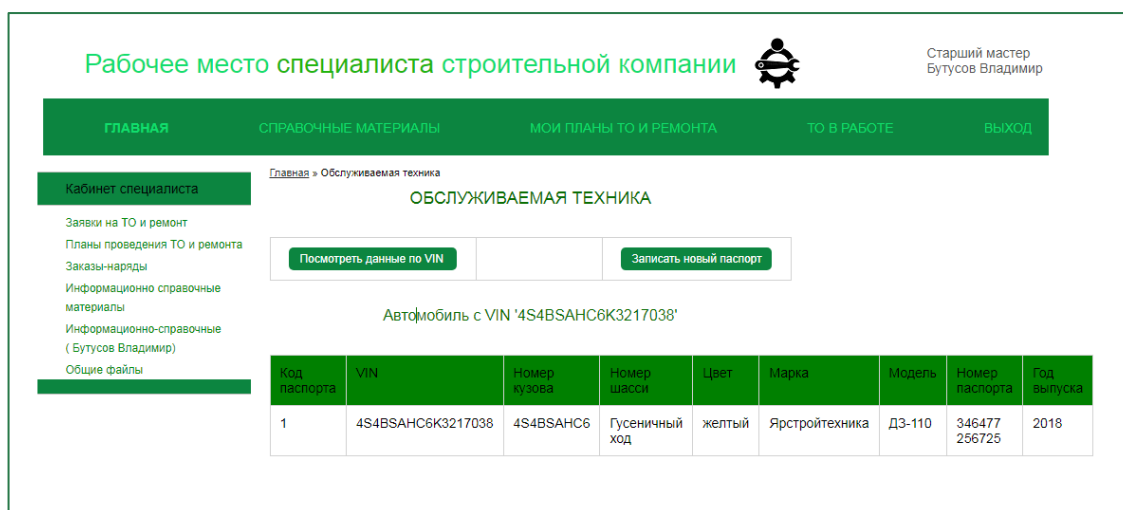 Рабочее место специалиста строительной компании
Старший мастер
Бутусов Владимир
ГЛАВНАЯ СПРАВОЧНЫЕ МАТЕРИАЛЫ МОИ ПЛАНЫ ТО И РЕМОНТА ТО В РАБОТЕ ВЫХОД
Кабинет специалиста
Заявки на ТО и ремонт
Планы проведения ТО и ремонта
Заказы-наряды
Информационно справочные
материалы
Информационно-справочные
( Бутусов Владимир)
Общие файлы
Главная » Обслуживаемая техника
ОБСЛУЖИВАЕМАЯ ТЕХНИКА
Посмотреть данные по VIN Записать новый паспорт
Автомобиль с VIN '4S4BSAHC6K3217038'
Код VIN Номер Номер Цвет Марка Модель Номер Год
паспорта кузова шасси паспорта выпуска
1 4S4BSAHC6K3217038 4S4BSAHC6 Гусеничный желтый Ярстройтехника ДЗ-110 346477 2018
ход 256725